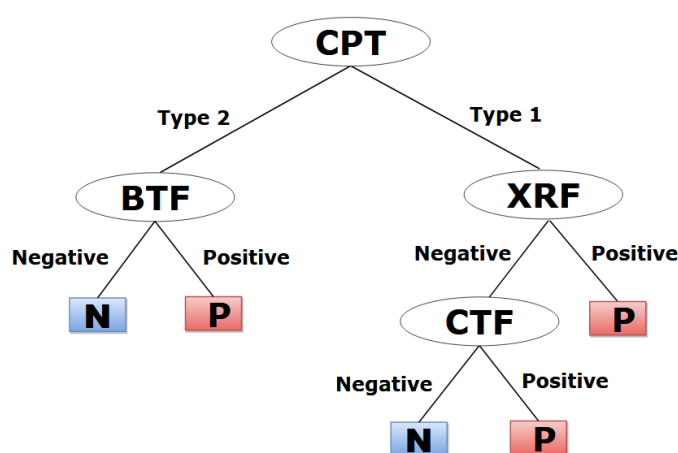 CPT
Type 2
Type 1
BTF
XRF
Negative
Positive
Negative
Positive
N
P
CTF
P
Negative
Positive
N
P